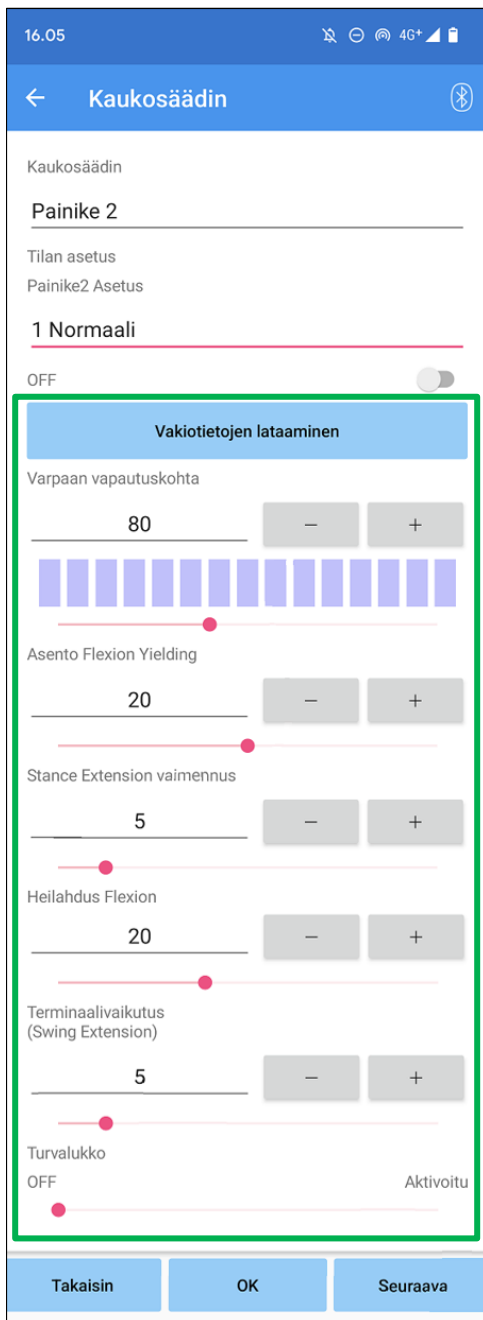 16.05 4G+
Kaukosäädin
Kaukosäädin
Painike 2
Tilan asetus
Painike2 Asetus
1 Normaali
OFF
Vakiotietojen lataaminen
Varpaan vapautuskohta
80 − +
Asento Flexion Yielding
20 − +
Stance Extension vaimennus
5 − +
Heilahdus Flexion
20 − +
Terminaalivaikutus
(Swing Extension)
5 − +
Turvalukko
OFF Aktivoitu
Takaisin OK Seuraava